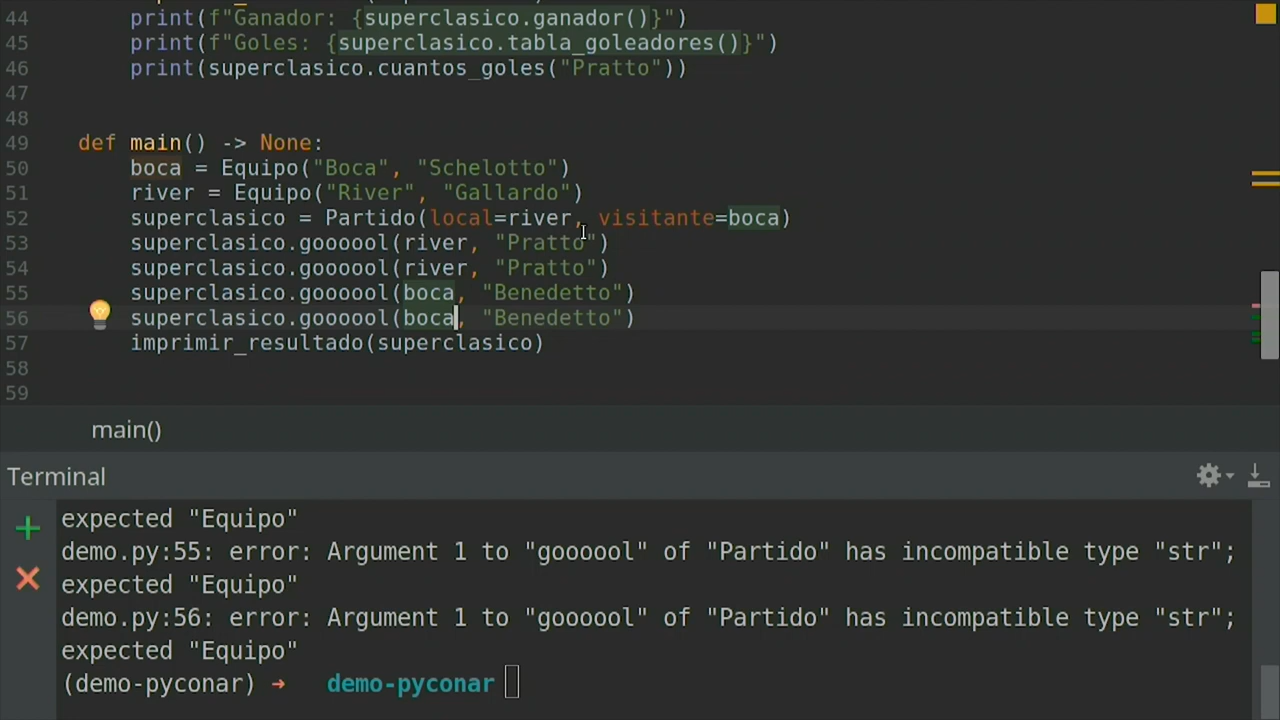 44 print(f"Ganador: {superclasico.ganador()}")
45 print(f"Goles: {superclasico.tabla_goleadores()}")
46 print(superclasico.cuantos_goles("Pratto"))
47
48
49 def main() -> None:
50 boca = Equipo("Boca", "Schelotto")
51 river = Equipo("River", "Gallardo")
52 superclasico = Partido(local=river, visitante=boca)
53 superclasico.goooool(river, "Pratto")
54 superclasico.goooool(river, "Pratto")
55 superclasico.goooool(boca, "Benedetto")
56 superclasico.goooool(boca, "Benedetto")
57 imprimir_resultado(superclasico)
58
59
main()
Terminal
expected "Equipo"
demo.py:55: error: Argument 1 to "goooool" of "Partido" has incompatible type "str";
expected "Equipo"
demo.py:56: error: Argument 1 to "goooool" of "Partido" has incompatible type "str";
expected "Equipo"
(demo-pyconar) ➜ demo-pyconar